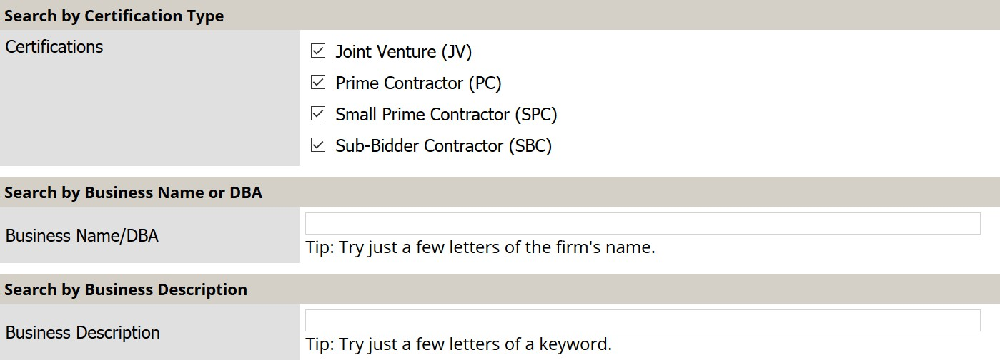 Search by Certification Type
Certifications
Joint Venture (JV)
Prime Contractor (PC)
Small Prime Contractor (SPC)
Sub-Bidder Contractor (SBC)
Search by Business Name or DBA
Business Name/DBA
Tip: Try just a few letters of the firm's name.
Search by Business Description
Business Description
Tip: Try just a few letters of a keyword.